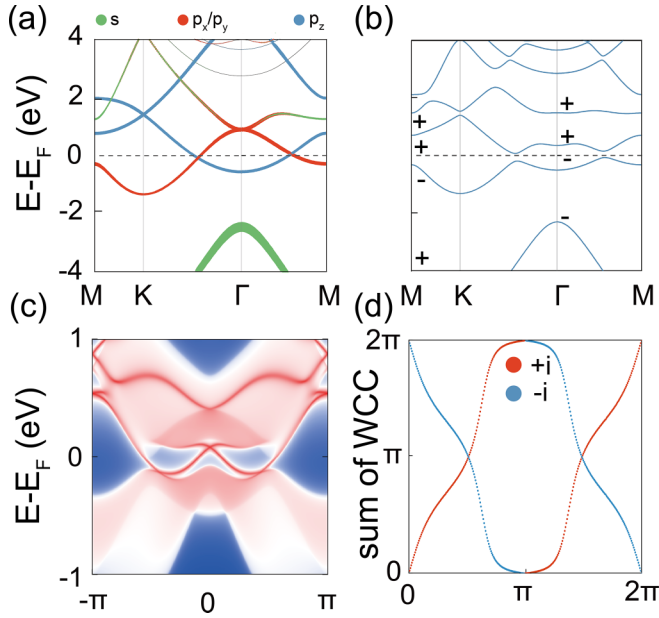 (a)
s
px/py
pz
E-EF (eV)
4
2
0
-2
-4
M
K
Γ
M
(b)
+
+
-
+
+
+
-
-
M
K
Γ
M
(c)
E-EF (eV)
1
0
-1
-π
0
π
(d)
sum of WCC
2π
π
0
+i
-i
0
π
2π